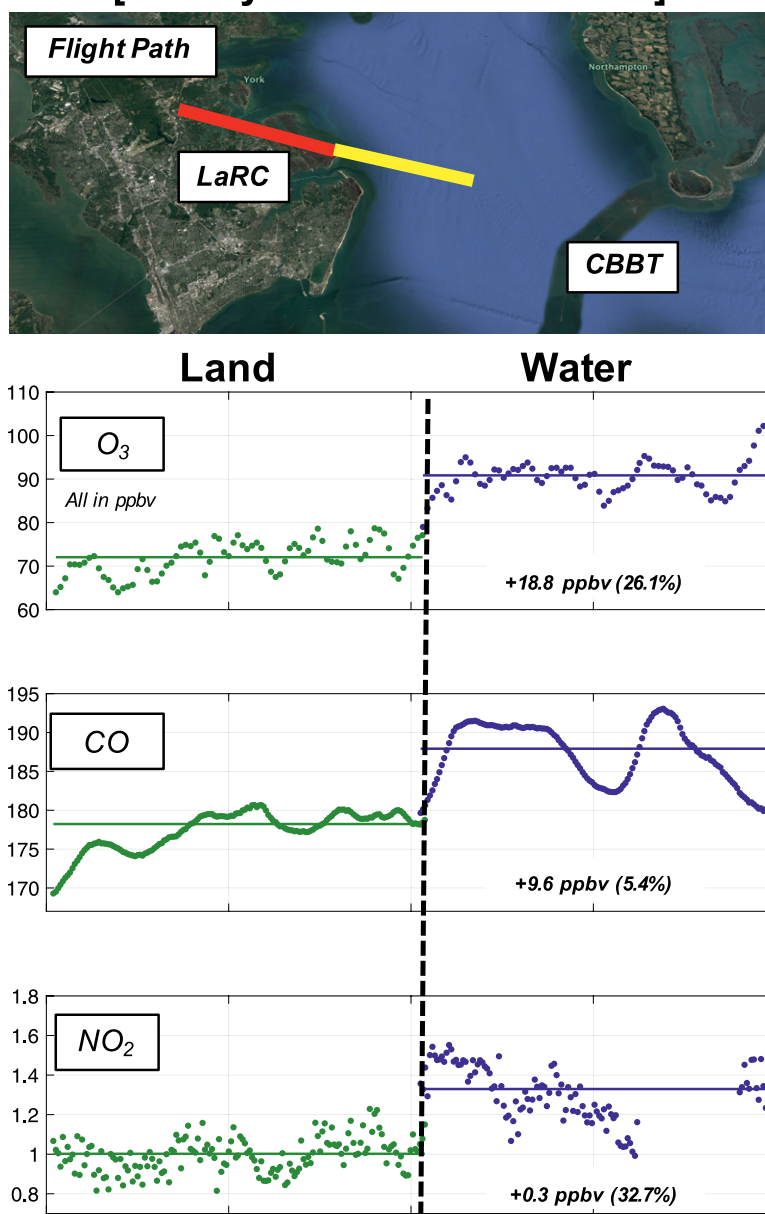 Flight Path
York
Northampton
LaRC
CBBT
Land Water
110
100
90
80
70
60
O3
All in ppbv
+18.8 ppbv (26.1%)
195
190
185
180
175
170
CO
+9.6 ppbv (5.4%)
1.8
1.6
1.4
1.2
1
0.8
NO2
+0.3 ppbv (32.7%)